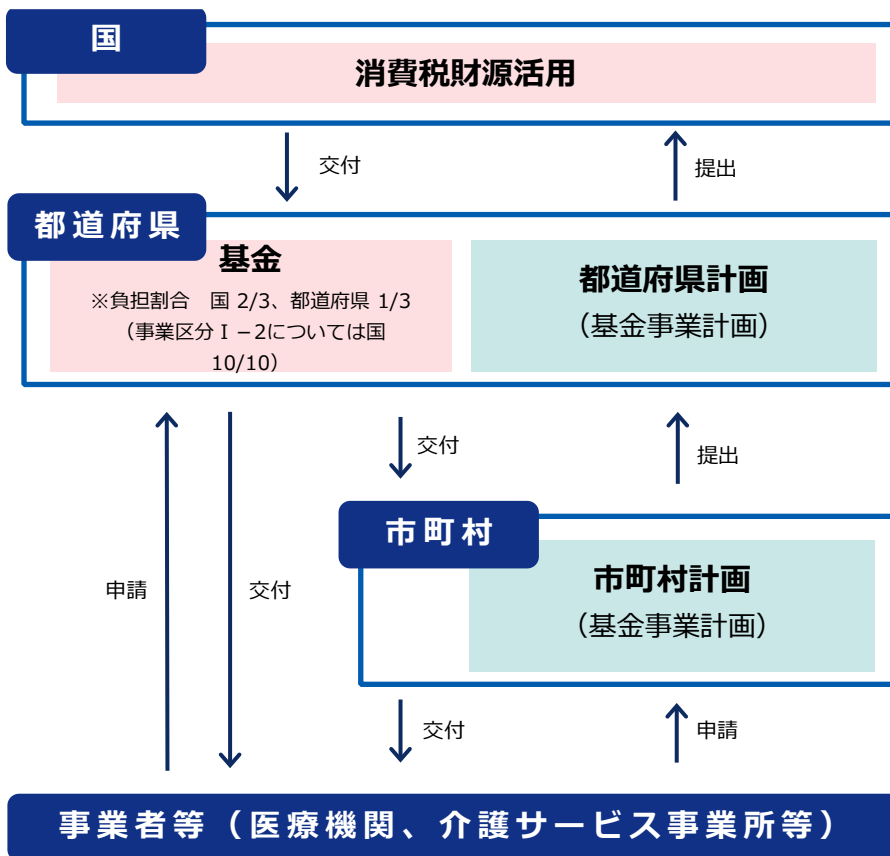 国
消費税財源活用
交付
提出
都道府県
基金
※負担割合　国 2/3、都道府県 1/3
（事業区分Ⅰ－2については国
10/10）
都道府県計画
（基金事業計画）
交付
提出
市町村
市町村計画
（基金事業計画）
申請
交付
交付
申請
事業者等（医療機関、介護サービス事業所等）